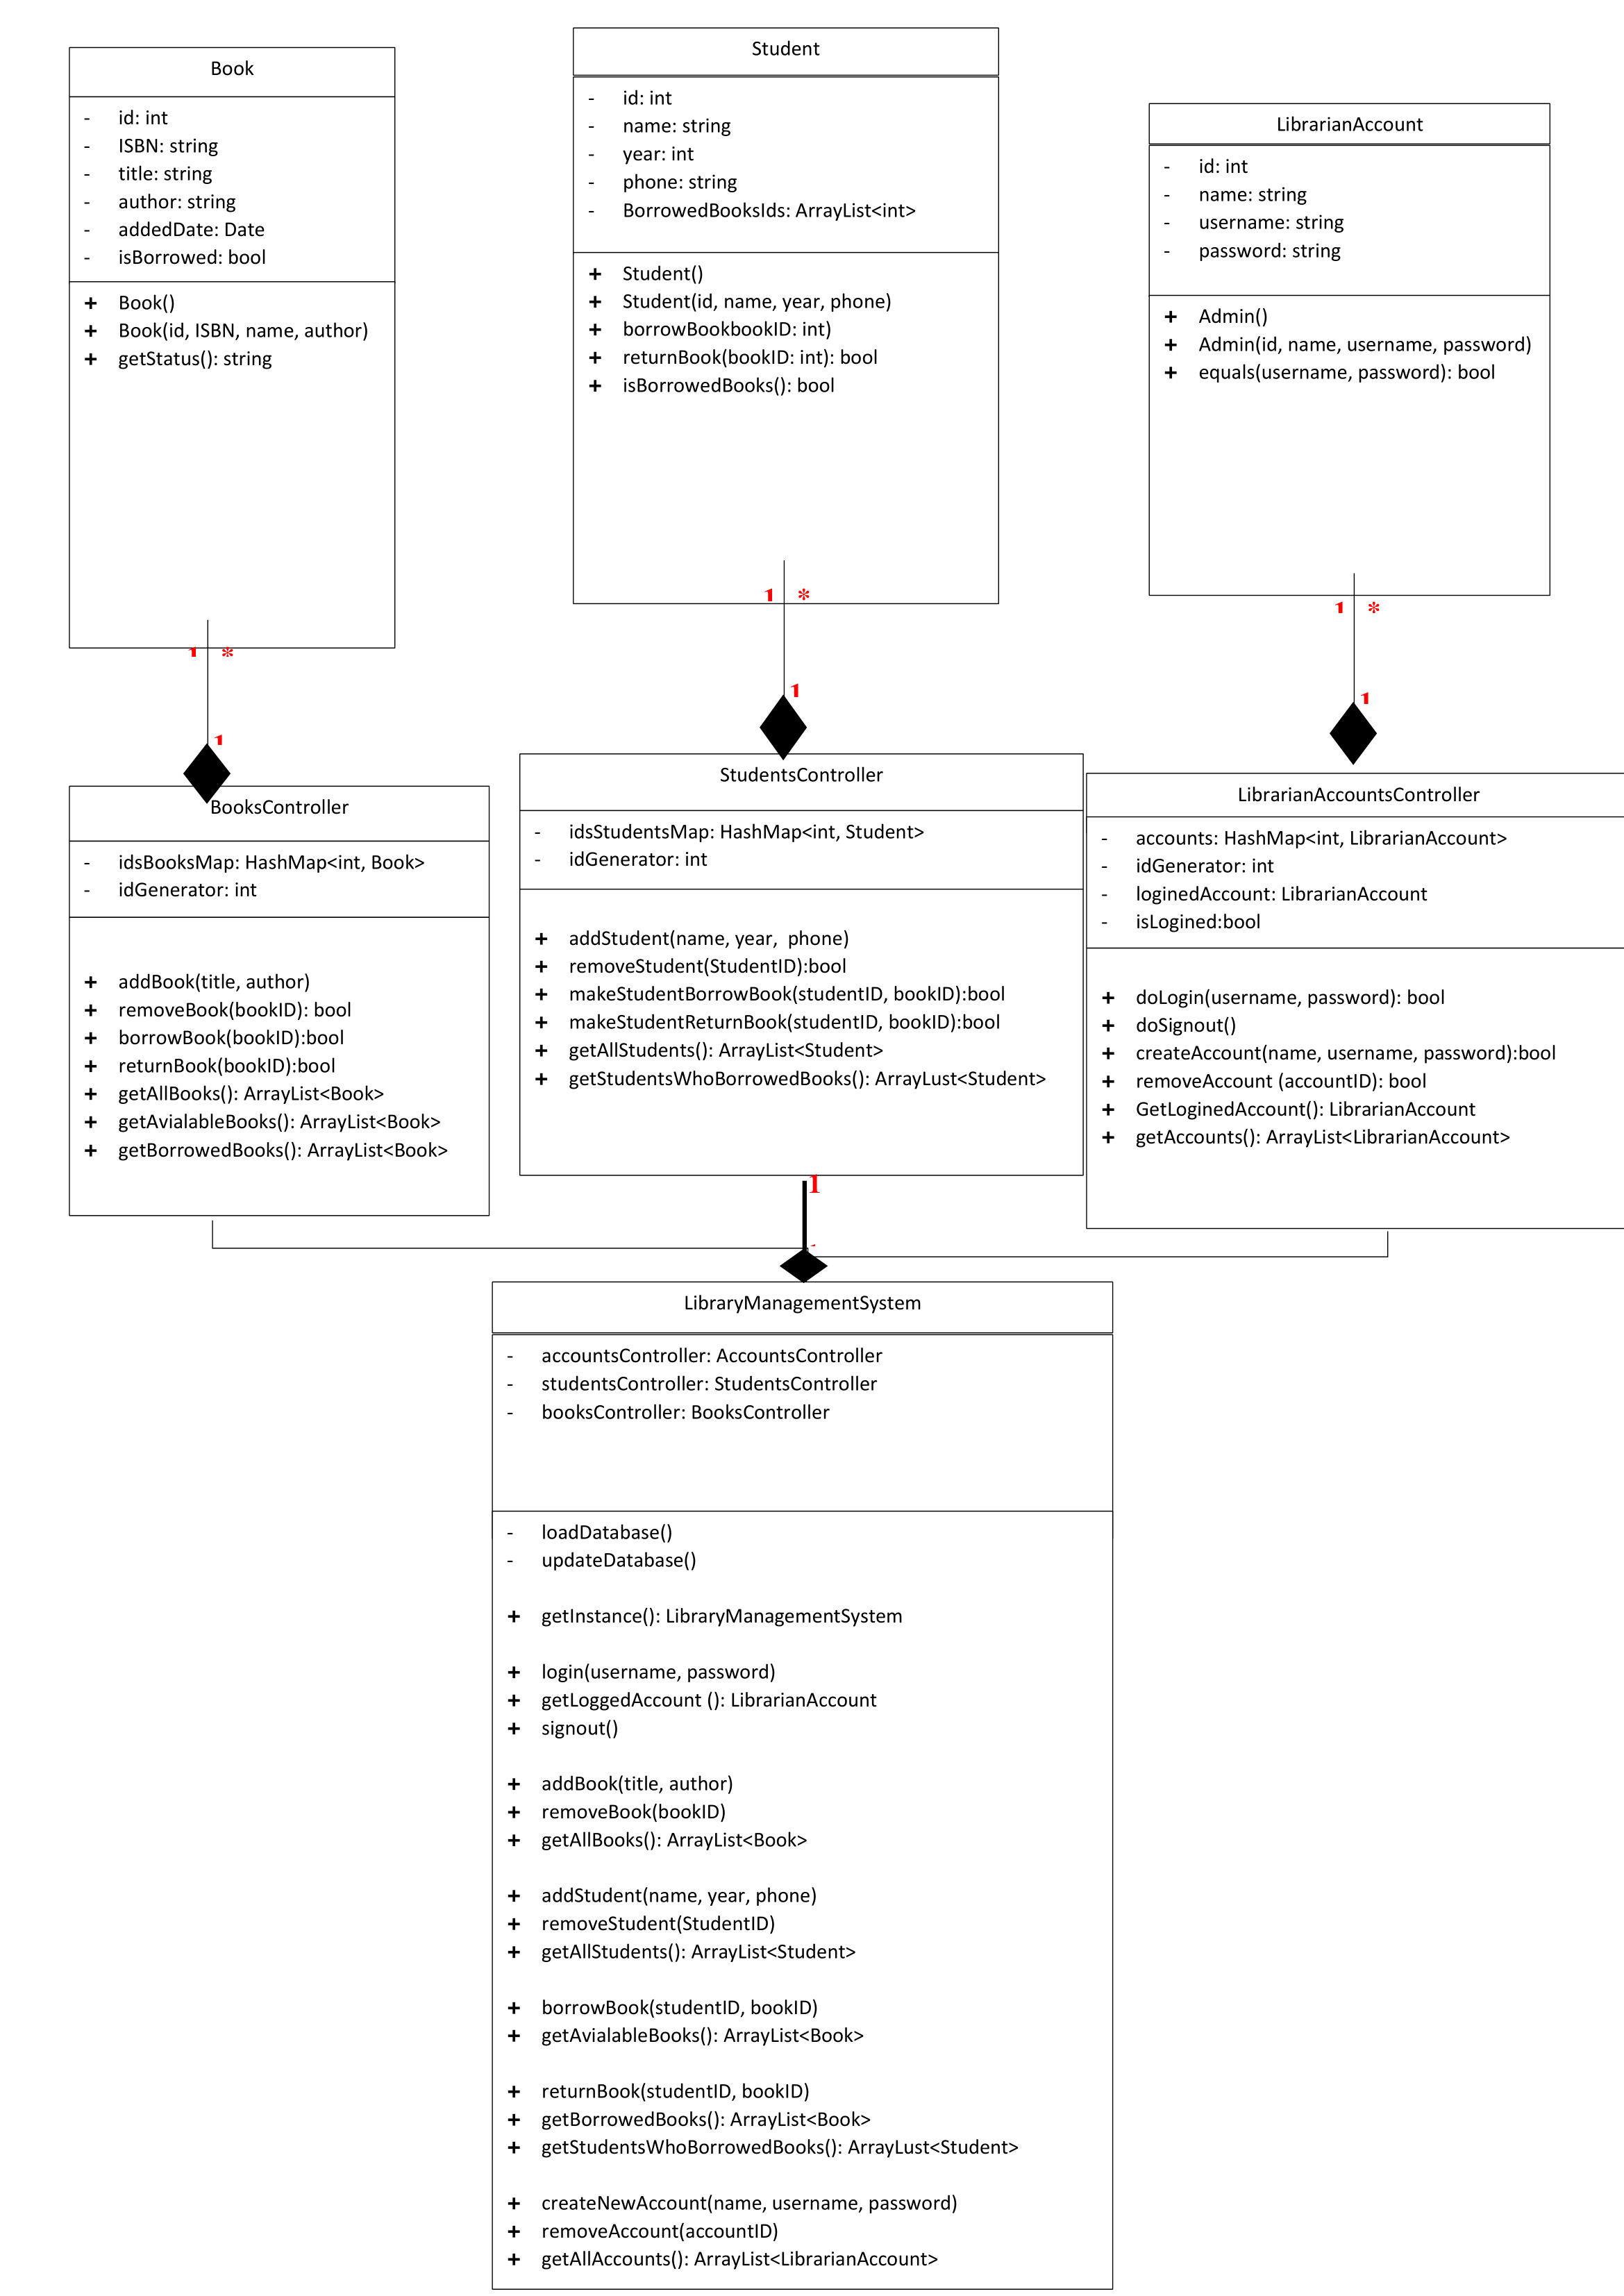 Book
- id: int
- ISBN: string
- title: string
- author: string
- addedDate: Date
- isBorrowed: bool
+ Book()
+ Book(id, ISBN, name, author)
+ getStatus(): string
1 *
1
Student
- id: int
- name: string
- year: int
- phone: string
- BorrowedBooksIds: ArrayList<int>
+ Student()
+ Student(id, name, year, phone)
+ borrowBookbookID: int)
+ returnBook(bookID: int): bool
+ isBorrowedBooks(): bool
1 *
1
LibrarianAccount
- id: int
- name: string
- username: string
- password: string
+ Admin()
+ Admin(id, name, username, password)
+ equals(username, password): bool
1 *
1
BooksController
- idsBooksMap: HashMap<int, Book>
- idGenerator: int
+ addBook(title, author)
+ removeBook(bookID): bool
+ borrowBook(bookID):bool
+ returnBook(bookID):bool
+ getAllBooks(): ArrayList<Book>
+ getAvialableBooks(): ArrayList<Book>
+ getBorrowedBooks(): ArrayList<Book>
StudentsController
- idsStudentsMap: HashMap<int, Student>
- idGenerator: int
+ addStudent(name, year,  phone)
+ removeStudent(StudentID):bool
+ makeStudentBorrowBook(studentID, bookID):bool
+ makeStudentReturnBook(studentID, bookID):bool
+ getAllStudents(): ArrayList<Student>
+ getStudentsWhoBorrowedBooks(): ArrayLust<Student>
1
LibrarianAccountsController
- accounts: HashMap<int, LibrarianAccount>
- idGenerator: int
- loginedAccount: LibrarianAccount
- isLogined:bool
+ doLogin(username, password): bool
+ doSignout()
+ createAccount(name, username, password):bool
+ removeAccount (accountID): bool
+ GetLoginedAccount(): LibrarianAccount
+ getAccounts(): ArrayList<LibrarianAccount>
LibraryManagementSystem
- accountsController: AccountsController
- studentsController: StudentsController
- booksController: BooksController
- loadDatabase()
- updateDatabase()
+ getInstance(): LibraryManagementSystem
+ login(username, password)
+ getLoggedAccount (): LibrarianAccount
+ signout()
+ addBook(title, author)
+ removeBook(bookID)
+ getAllBooks(): ArrayList<Book>
+ addStudent(name, year, phone)
+ removeStudent(StudentID)
+ getAllStudents(): ArrayList<Student>
+ borrowBook(studentID, bookID)
+ getAvialableBooks(): ArrayList<Book>
+ returnBook(studentID, bookID)
+ getBorrowedBooks(): ArrayList<Book>
+ getStudentsWhoBorrowedBooks(): ArrayLust<Student>
+ createNewAccount(name, username, password)
+ removeAccount(accountID)
+ getAllAccounts(): ArrayList<LibrarianAccount>